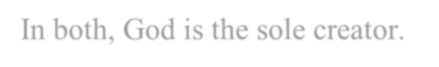 In both, God is the sole creator.